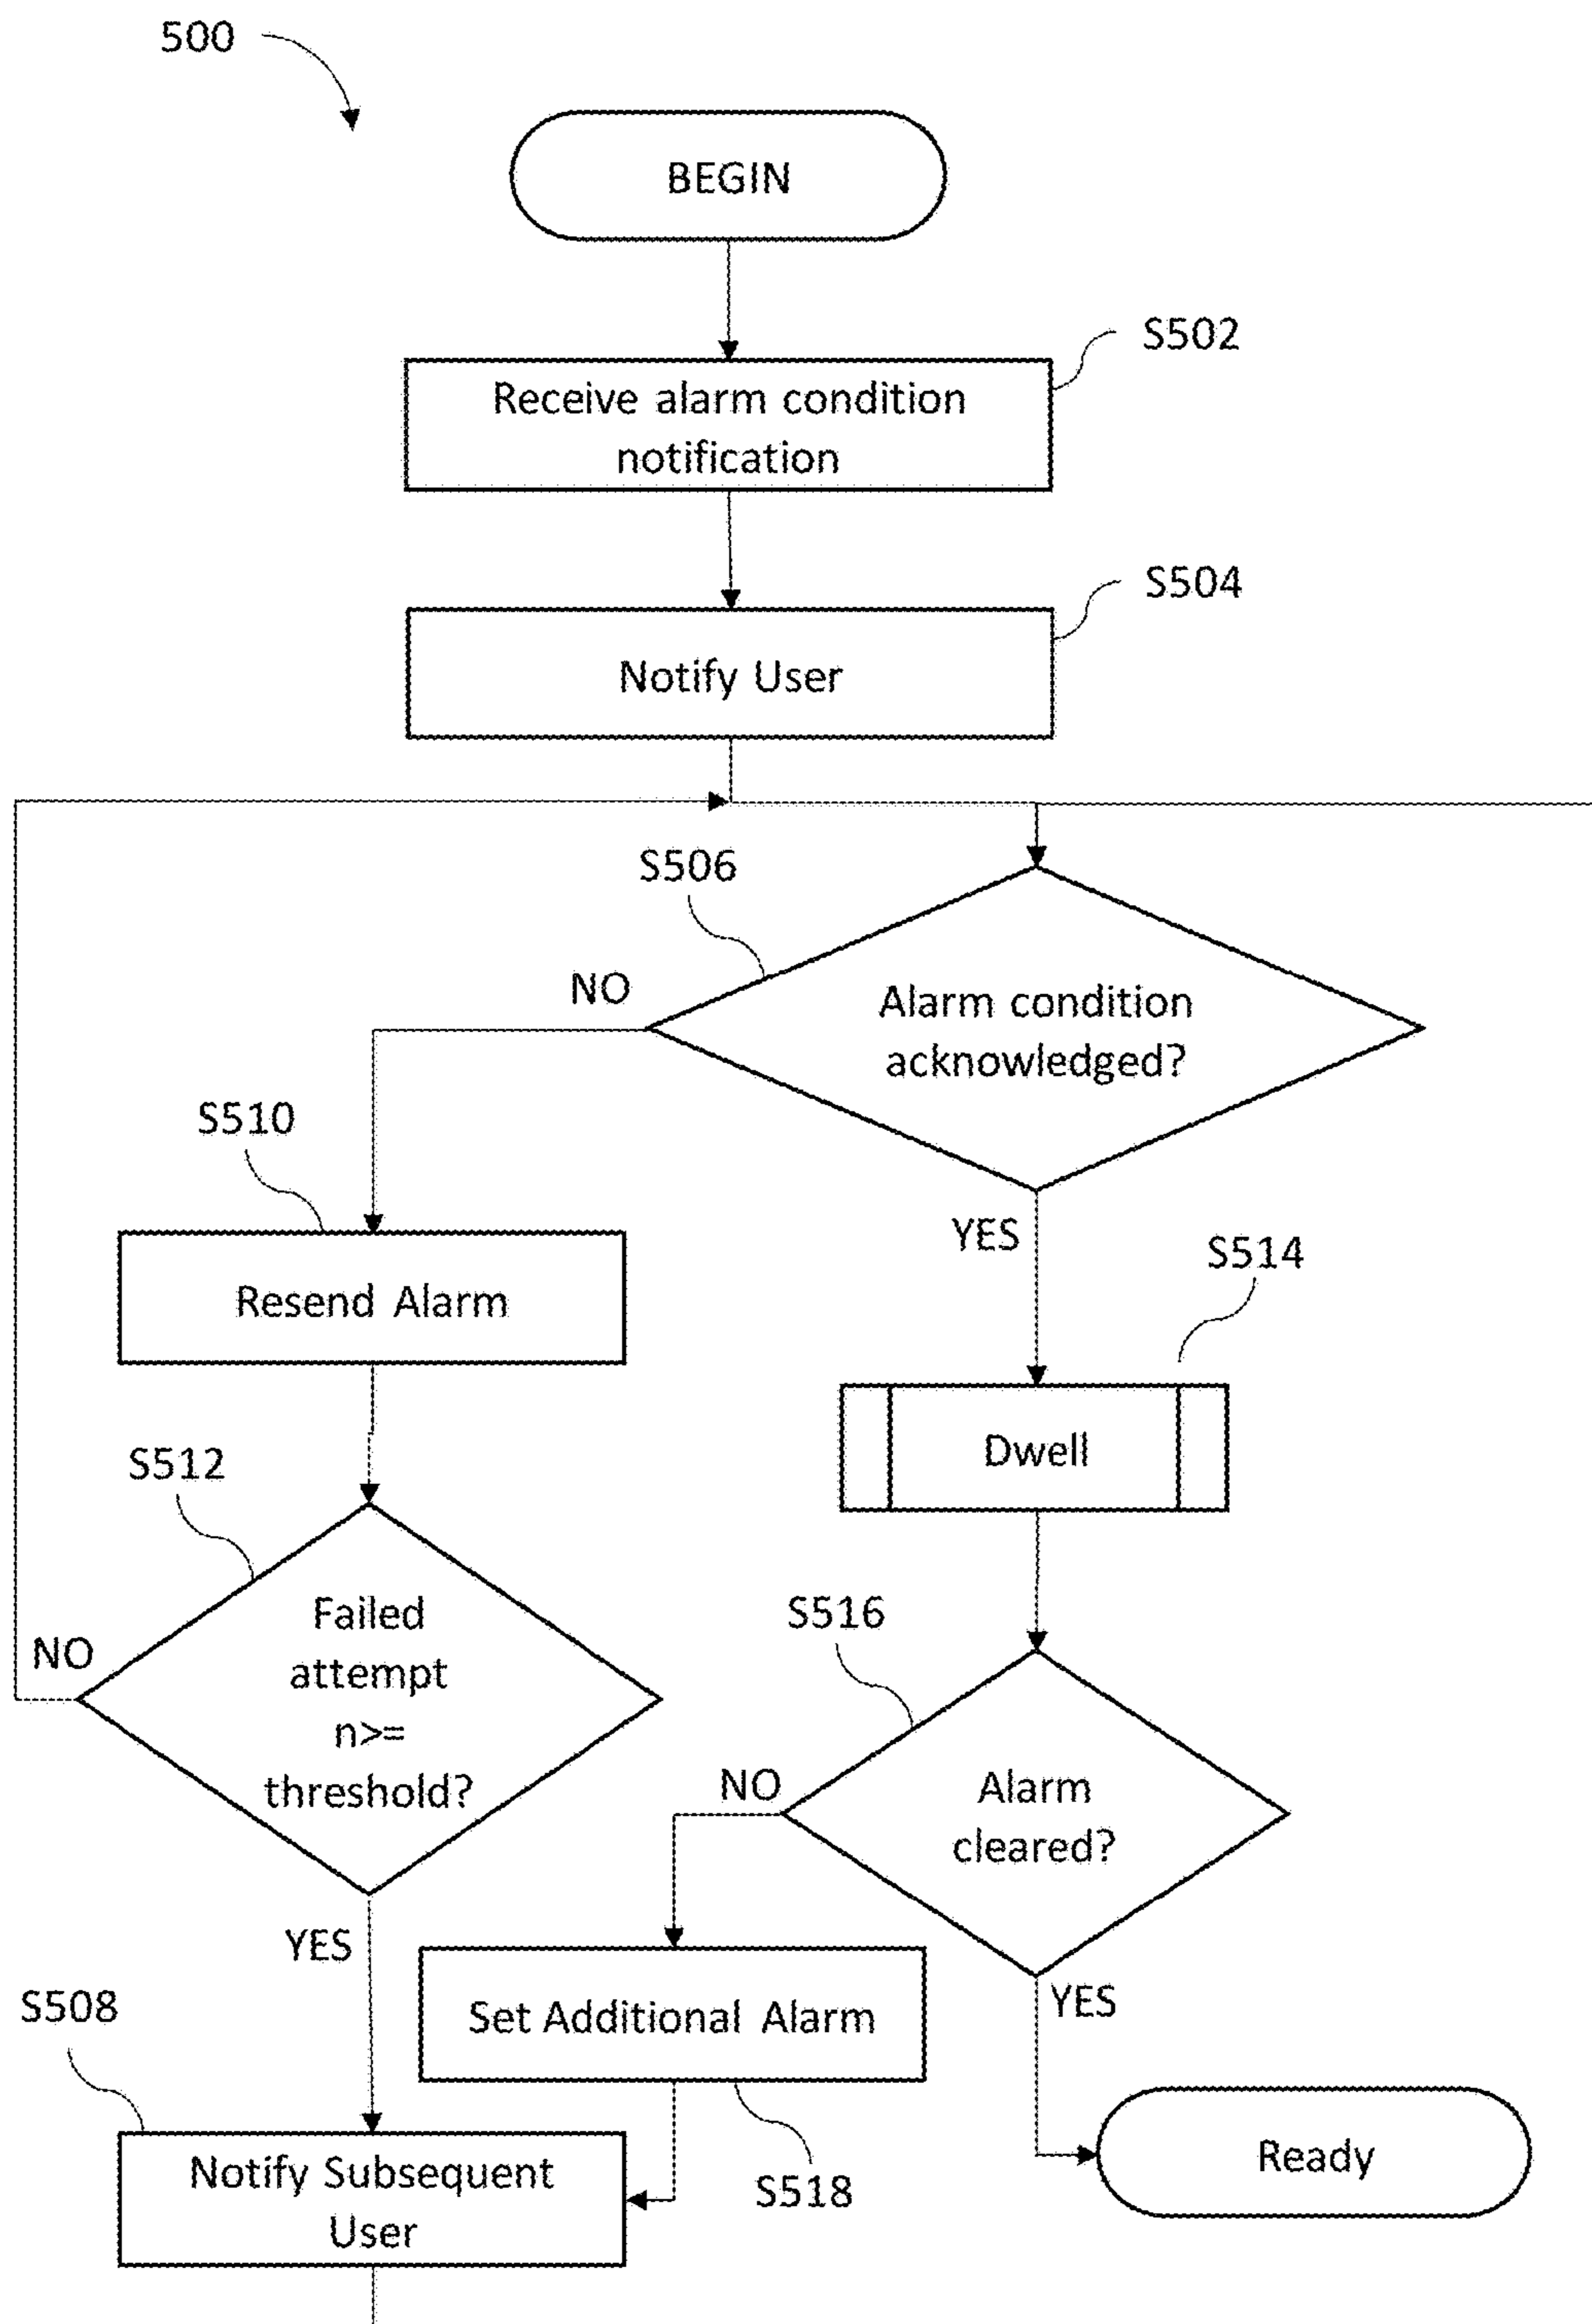 500
BEGIN
S502
Receive alarm condition
notification
S504
Notify User
S506
NO
Alarm condition
acknowledged?
S510
YES
S514
Resend Alarm
Dwell
S512
Failed
attempt
n>=
threshold?
NO
S516
NO
Alarm
cleared?
YES
S508
Set Additional Alarm
YES
Notify Subsequent
User
S518
Ready